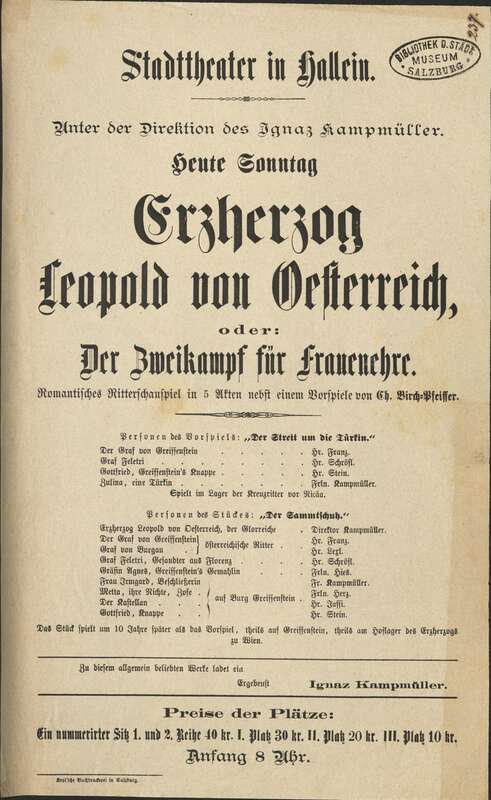 237.
BIBLIOTHEK D. STÄDT.
MUSEUM
SALZBURG
Stadttheater in Hallein.
Unter der Direktion des Ignaz Kampmüller.
Heute Sonntag
Erzherzog
Leopold von Oesterreich,
oder:
Der Zweikampf für Frauenehre.
Romantisches Ritterschauspiel in 5 Akten nebst einem Vorspiele von Ch. Birch-Pfeiffer.
Personen des Vorspiels: „Der Streit um die Türkin."
Der Graf von Greiffenstein . . . . . Hr. Franz.
Graf Feletri . . . . . . . Hr. Schrösl.
Gottfried, Greiffenstein's Knappe . . . . . Hr. Stein.
Zulina, eine Türkin . . . . . . Frln. Kampmüller.
Spielt im Lager der Kreuzritter vor Nicäa.
Personen des Stückes: „Der Sammtschuh."
Erzherzog Leopold von Oesterreich, der Glorreiche . Direktor Kampmüller.
Der Graf von Greiffenstein } österreichische Ritter . . Hr. Franz.
Graf von Burgau . } Hr. Lexl.
Graf Feletri, Gesandter aus Florenz . . . . Hr. Schrösl.
Gräfin Agnes, Greiffenstein's Gemahlin . . . Frln. Hies.
Frau Irmgard, Beschließerin . . . Fr. Kampmüller.
Metta, ihre Nichte, Zofe . { auf Burg Greiffenstein . Frln. Herz.
Der Kastellan . . . Hr. Jaffi.
Gottfried, Knappe . . Hr. Stein.
Das Stück spielt um 10 Jahre später als das Vorspiel, theils auf Greiffenstein, theils am Hoflager des Erzherzogs
zu Wien.
Zu diesem allgemein beliebten Werke ladet ein
Ergebenst Ignaz Kampmüller.
Preise der Plätze:
Ein nummerirter Sitz 1. und 2. Reihe 40 kr. I. Platz 30 kr. II. Platz 20 kr. III. Platz 10 kr.
Anfang 8 Uhr.
Buchdruckerei in Salzburg.